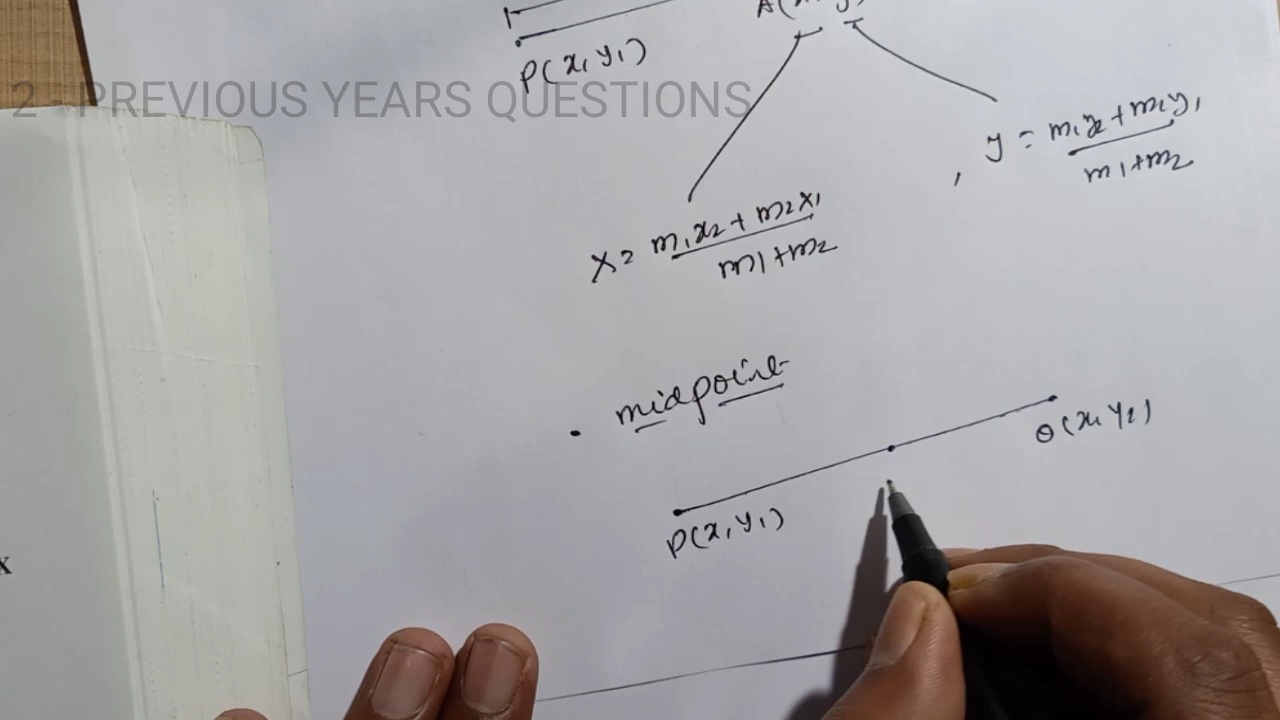 P(x₁ y₁)
2 PREVIOUS YEARS QUESTIONS
y = m₁y₂ + m₂y₁
m1+m2
,
x = m₁x₂ + m₂x₁
m1+m2
• midpoint
Q(x₂ y₂)
P(x₁ y₁)
x